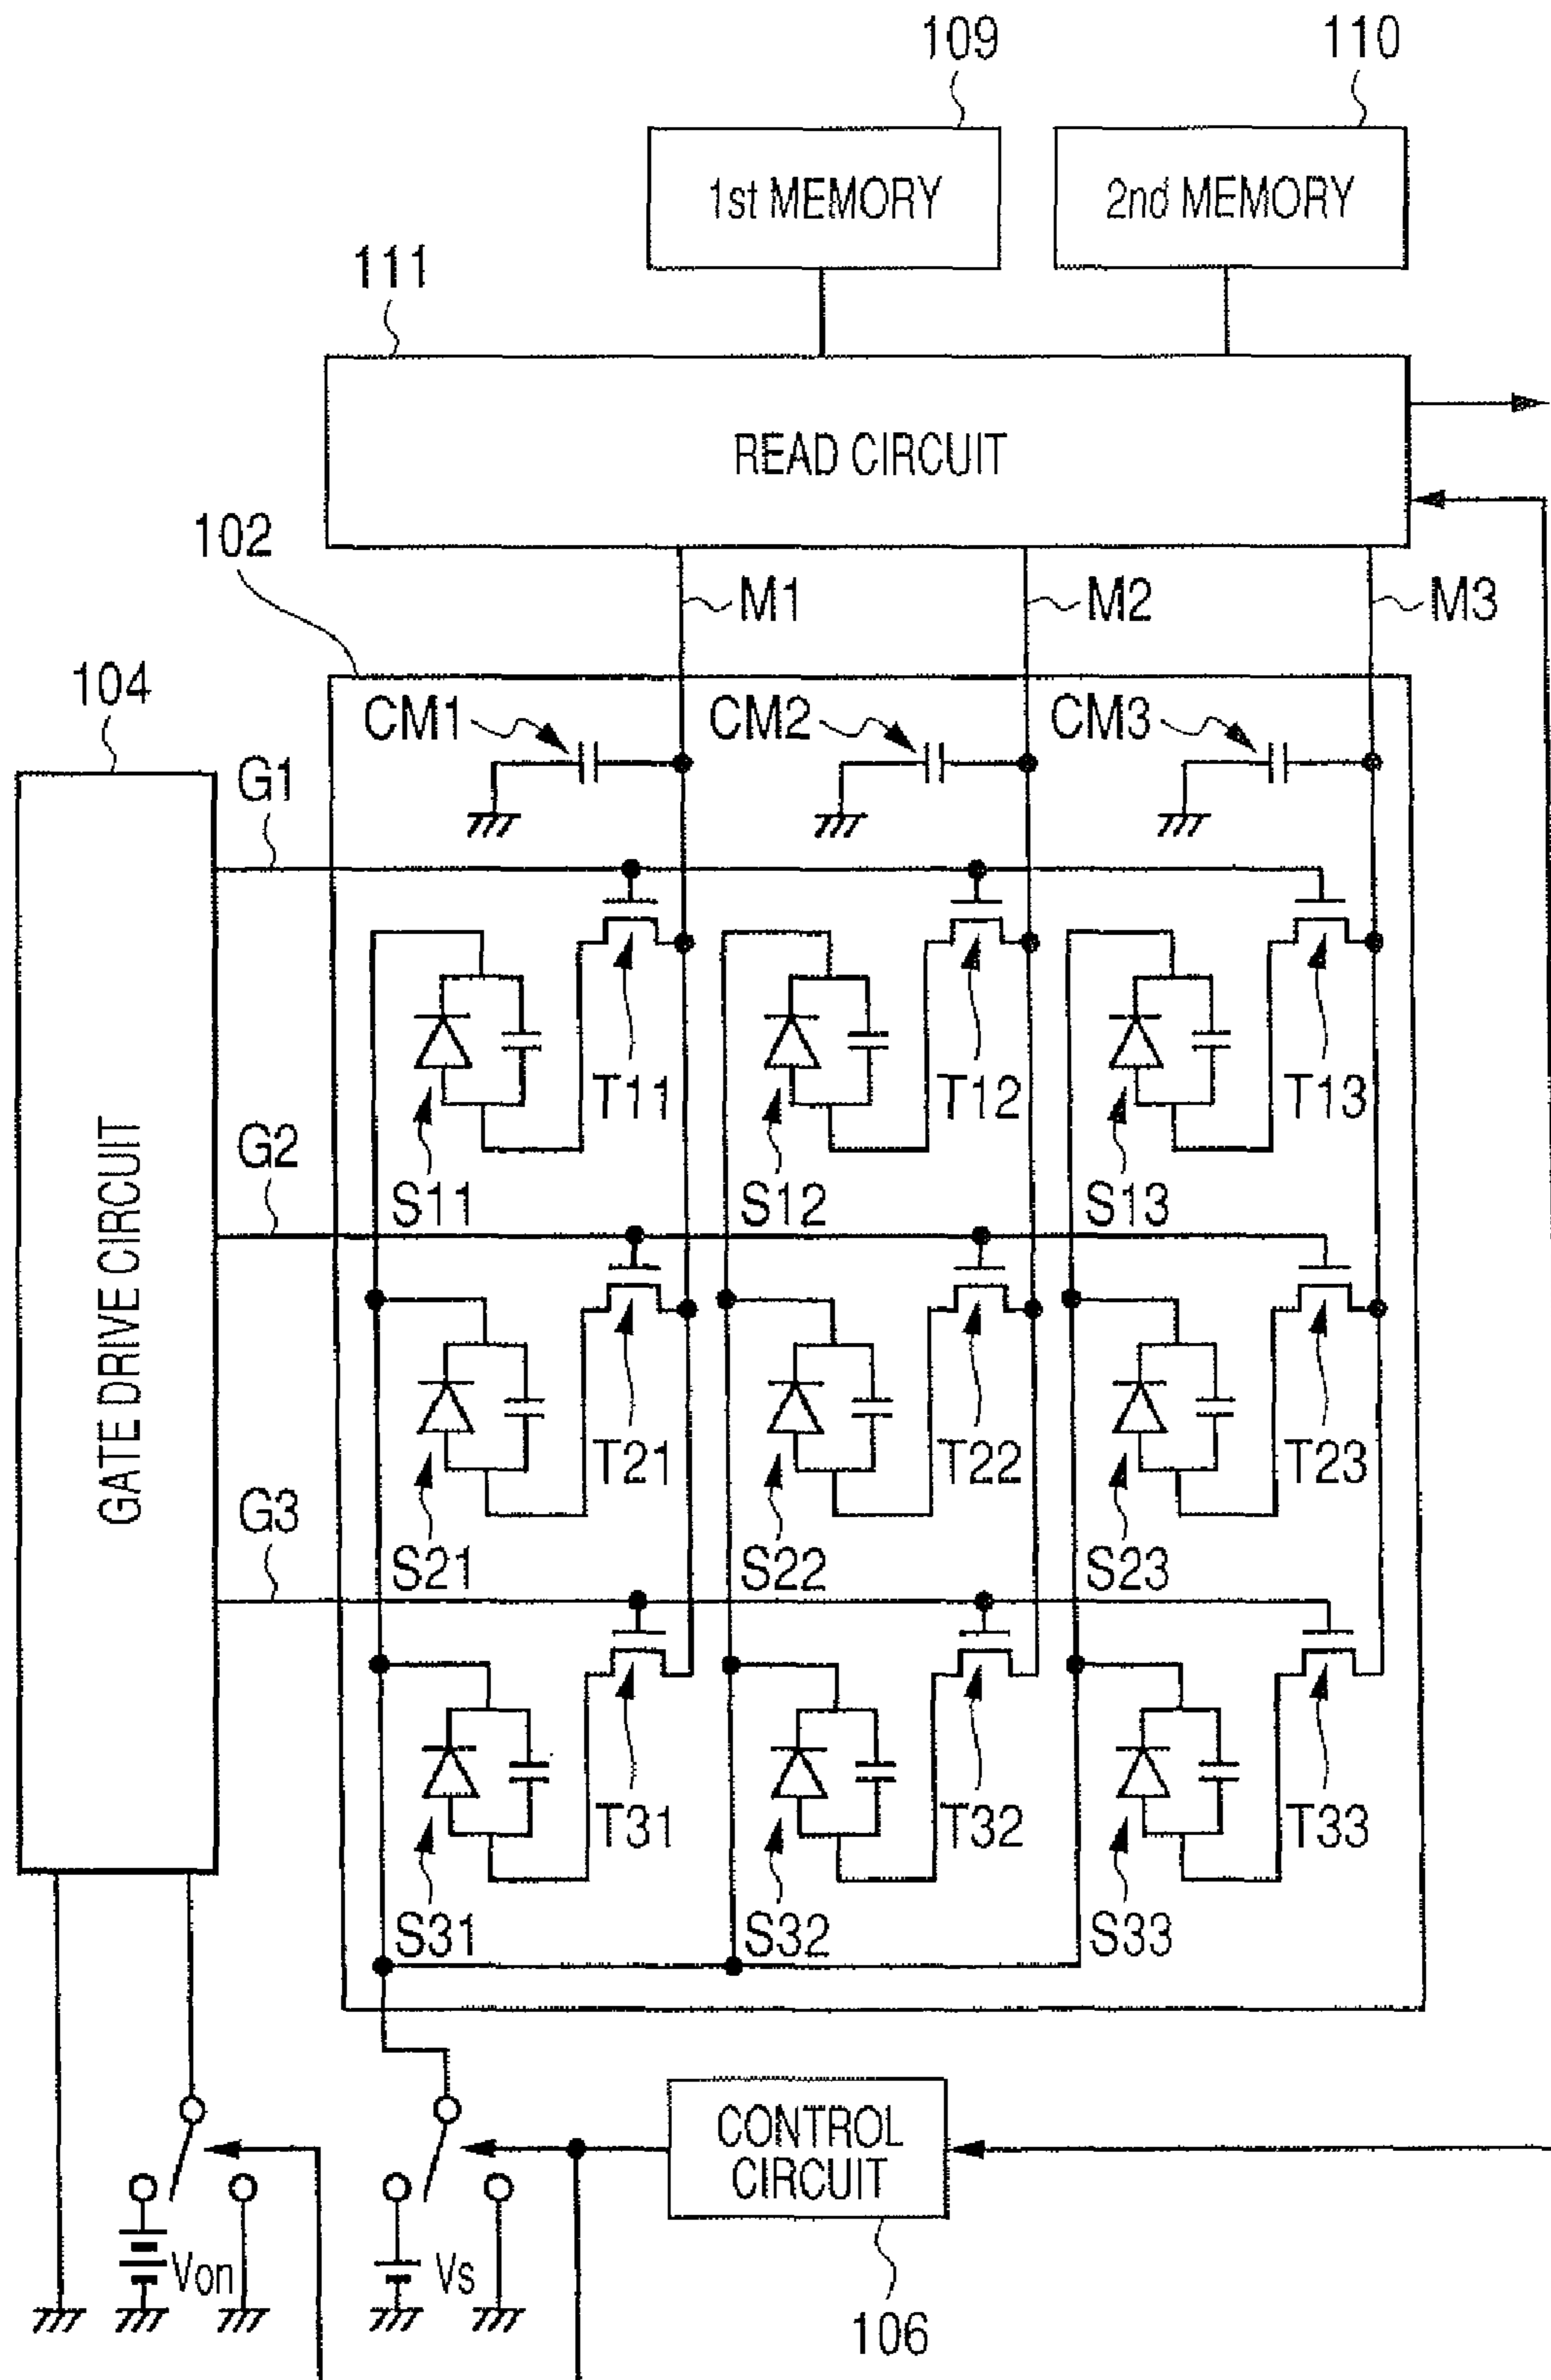 109
110
1st MEMORY
2nd MEMORY
111
READ CIRCUIT
102
M1
M2
M3
104
CM1
CM2
CM3
G1
GATE DRIVE CIRCUIT
T11
T12
T13
S11
S12
S13
G2
T21
T22
T23
S21
S22
S23
G3
T31
T32
T33
S31
S32
S33
CONTROL
CIRCUIT
Von
Vs
106